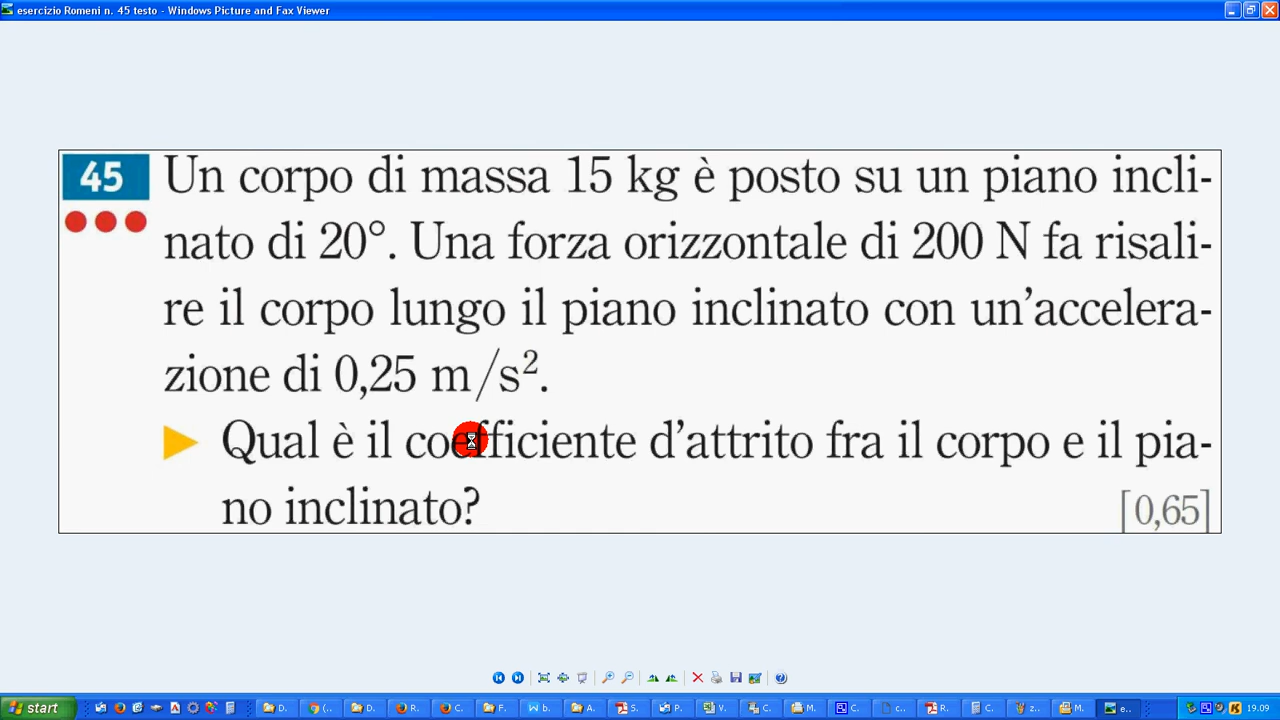 esercizio Romeni n. 45 testo - Windows Picture and Fax Viewer
45 Un corpo di massa 15 kg è posto su un piano incli-
nato di 20°. Una forza orizzontale di 200 N fa risali-
re il corpo lungo il piano inclinato con un’accelera-
zione di 0,25 m/s².
Qual è il coefficiente d’attrito fra il corpo e il pia-
no inclinato? [0,65]
start D. (.. D. R. C. F. b. A. S. P. V. C. M. C. c.. R. C. z.. M. e.. 19.09